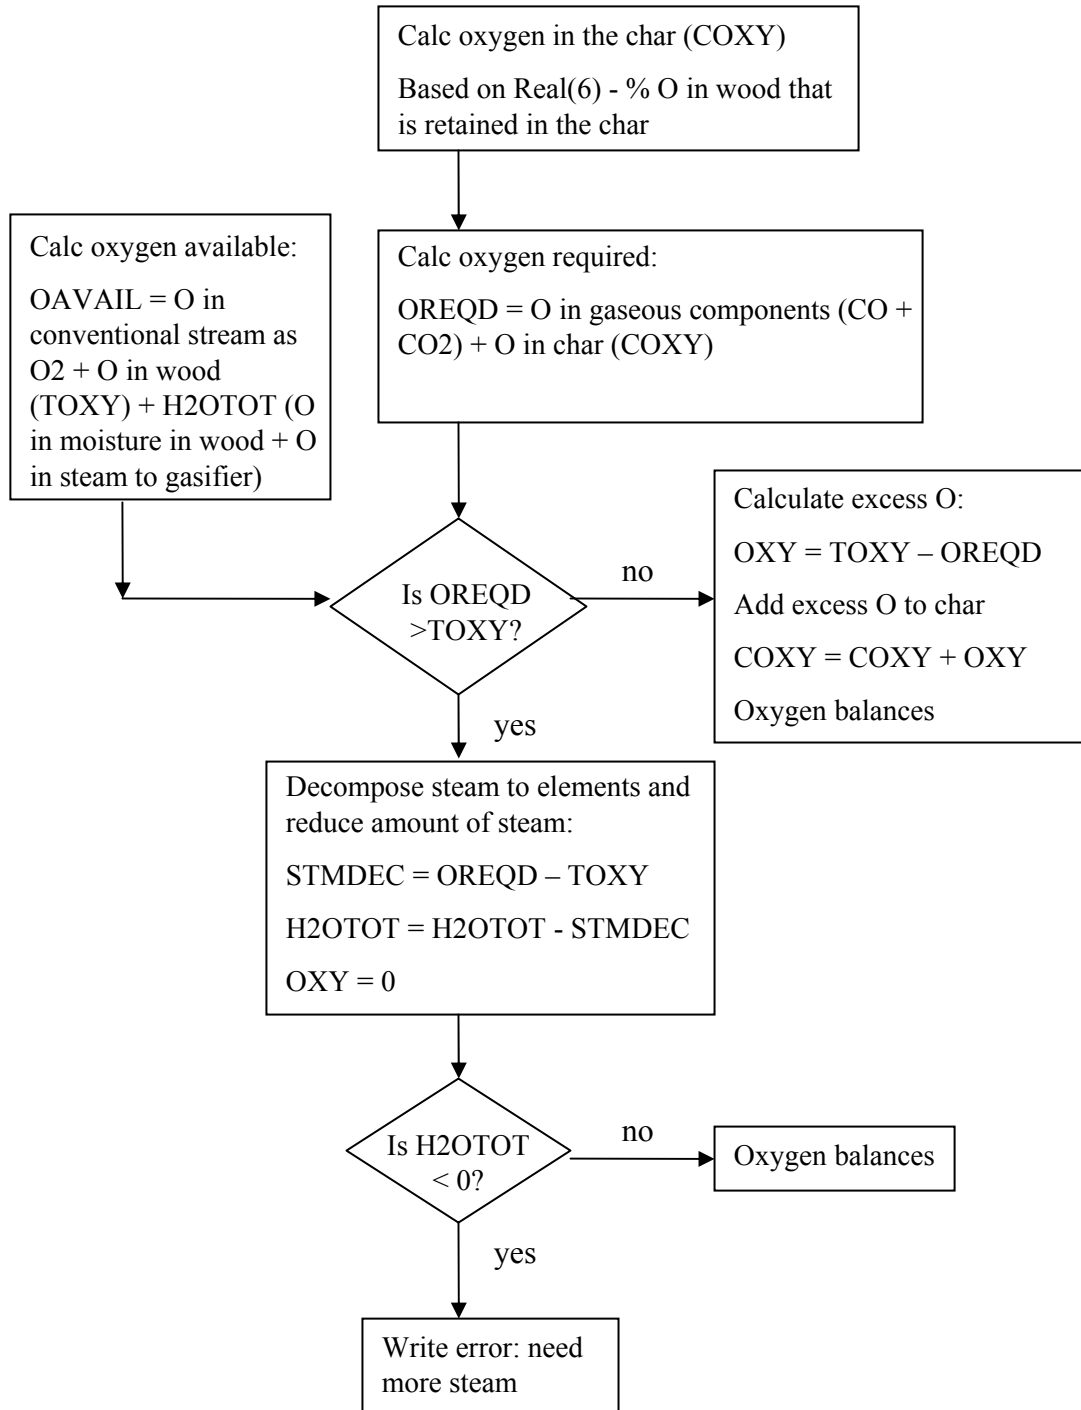 Calc oxygen in the char (COXY)
Based on Real(6) - % O in wood that
is retained in the char
Calc oxygen available:
OAVAIL = O in
conventional stream as
O2 + O in wood
(TOXY) + H2OTOT (O
in moisture in wood + O
in steam to gasifier)
Calc oxygen required:
OREQD = O in gaseous components (CO +
CO2) + O in char (COXY)
Is OREQD
>TOXY?
no
Calculate excess O:
OXY = TOXY – OREQD
Add excess O to char
COXY = COXY + OXY
Oxygen balances
yes
Decompose steam to elements and
reduce amount of steam:
STMDEC = OREQD – TOXY
H2OTOT = H2OTOT - STMDEC
OXY = 0
Is H2OTOT
< 0?
no
Oxygen balances
yes
Write error: need
more steam